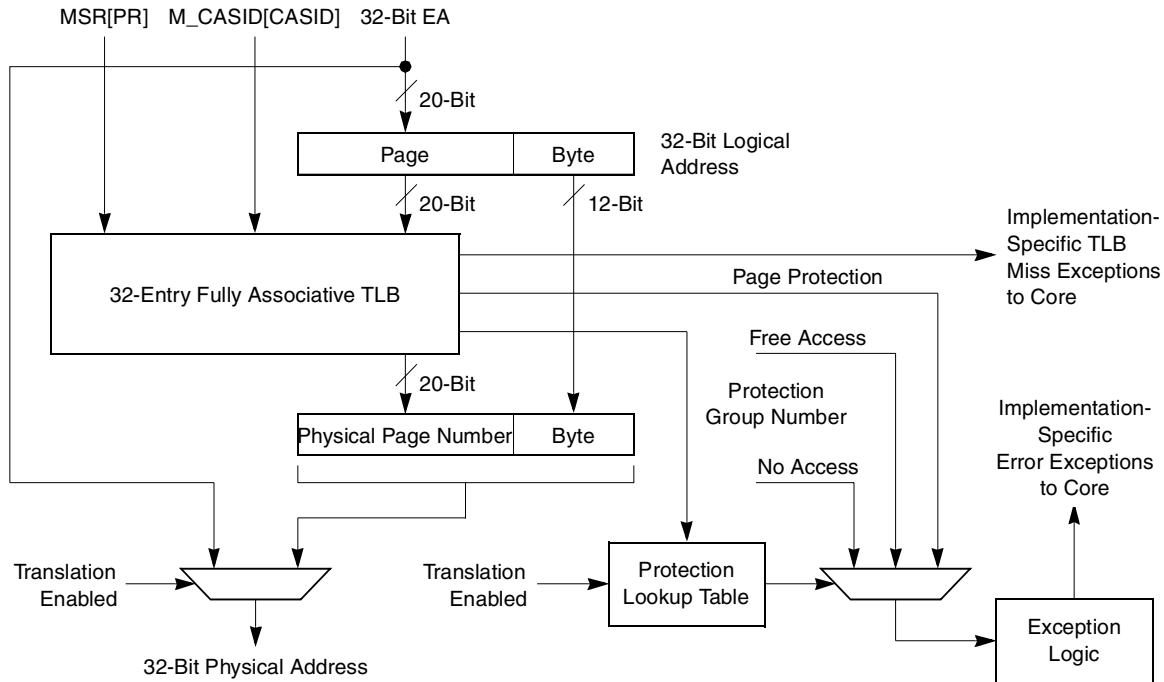 MSR[PR]
M_CASID[CASID]
32-Bit EA
20-Bit
32-Bit Logical
Address
Page
Byte
20-Bit
12-Bit
Implementation-
Specific TLB
Miss Exceptions
to Core
32-Entry Fully Associative TLB
Page Protection
Free Access
20-Bit
Protection
Group Number
Implementation-
Specific
Error Exceptions
to Core
Physical Page Number
Byte
No Access
Translation
Enabled
Translation
Enabled
Protection
Lookup Table
Exception
Logic
32-Bit Physical Address